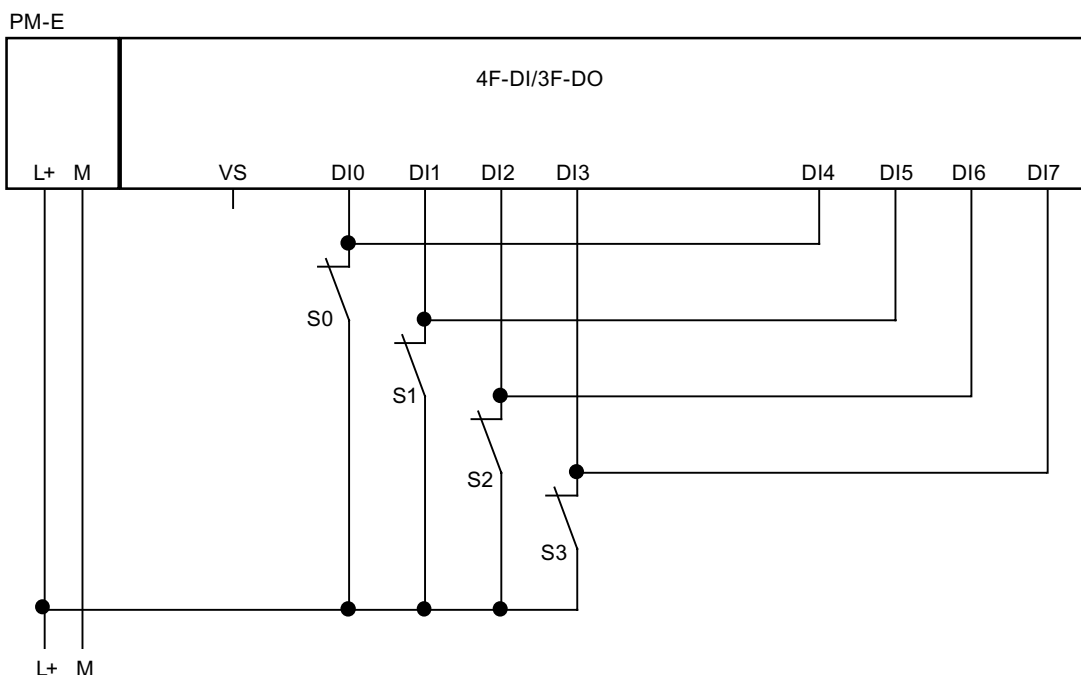 PM-E
4F-DI/3F-DO
L+ M VS DI0 DI1 DI2 DI3 DI4 DI5 DI6 DI7
S0
S1
S2
S3
L+ M